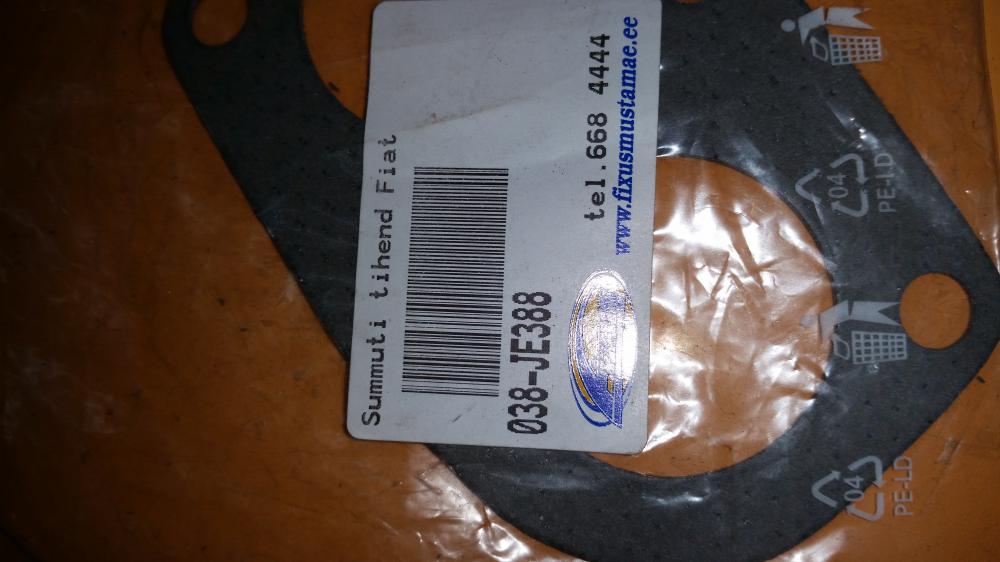 Summuti tihend Fiat
038-JE388
tel.668 4444
www.fixusmustamae.ee
04
PE-LD
04
PE-LD